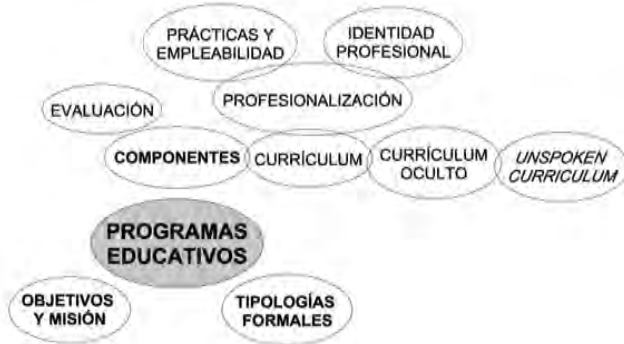 PRÁCTICAS Y
EMPLEABILIDAD
IDENTIDAD
PROFESIONAL
EVALUACIÓN
PROFESIONALIZACIÓN
COMPONENTES
CURRÍCULUM
CURRÍCULUM
OCULTO
UNSPOKEN
CURRICULUM
PROGRAMAS
EDUCATIVOS
OBJETIVOS
Y MISIÓN
TIPOLOGÍAS
FORMALES